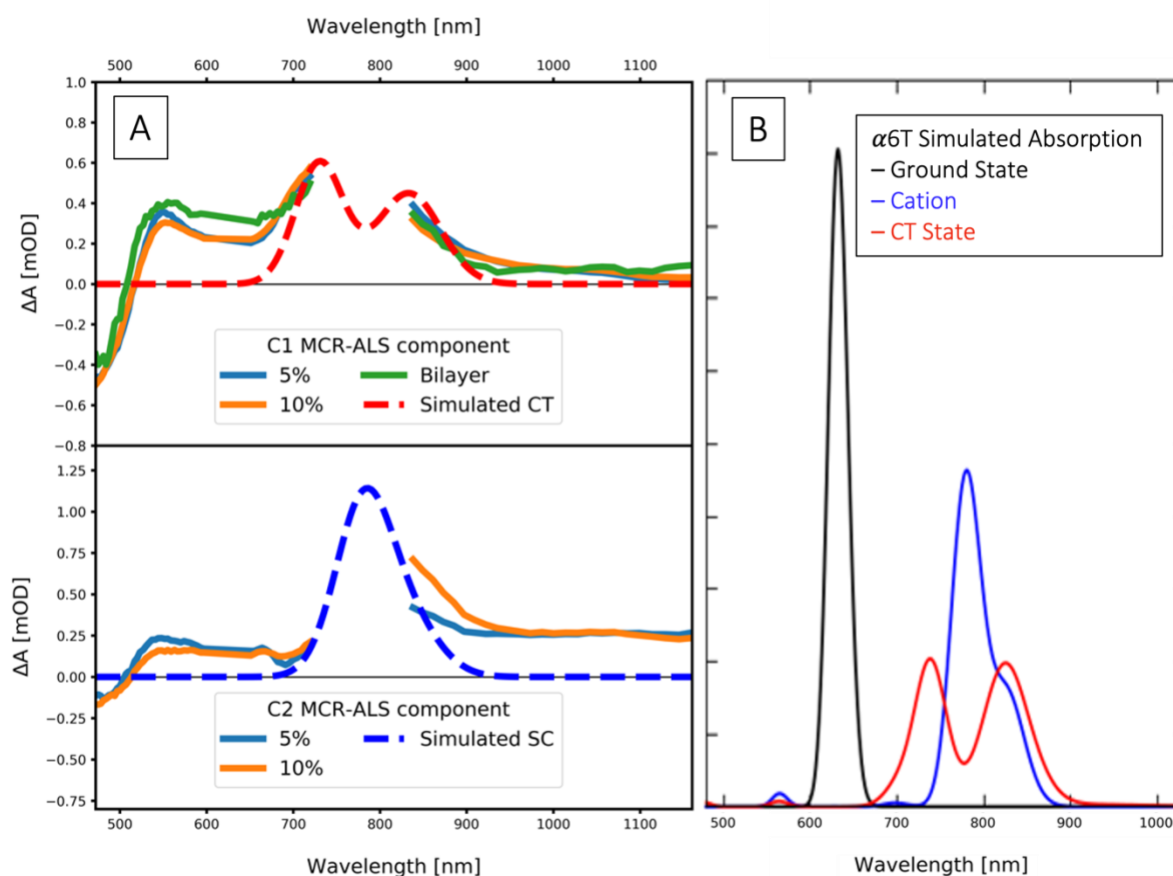 Wavelength [nm]
500 600 700 800 900 1000 1100
1.0
0.8
0.6
0.4
0.2
0.0
−0.2
−0.4
−0.6
−0.8
ΔA [mOD]
A
C1 MCR-ALS component
5% Bilayer
10% Simulated CT
1.25
1.00
0.75
0.50
0.25
0.00
−0.25
−0.50
−0.75
ΔA [mOD]
C2 MCR-ALS component
5% Simulated SC
10%
500 600 700 800 900 1000 1100
Wavelength [nm]
B
α6T Simulated Absorption
– Ground State
– Cation
– CT State
500 600 700 800 900 1000
Wavelength [nm]